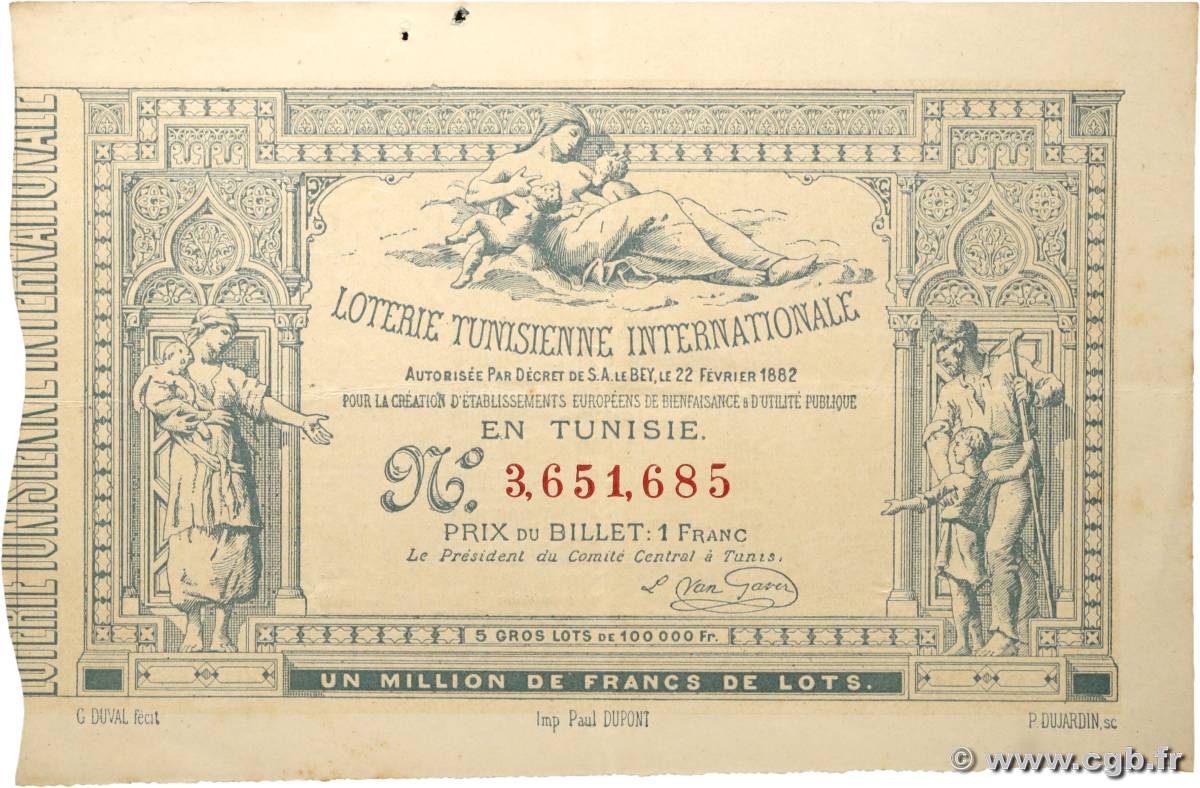 LOTERIE TUNISIENNE INTERNATIONALE
LOTERIE TUNISIENNE INTERNATIONALE
AUTORISÉE PAR DÉCRET DE S.A. LE BEY, LE 22 FÉVRIER 1882
POUR LA CRÉATION D'ÉTABLISSEMENTS EUROPÉENS DE BIENFAISANCE & D'UTILITÉ PUBLIQUE
EN TUNISIE.
No. 3,651,685
PRIX DU BILLET: 1 FRANC
Le Président du Comité Central à Tunis.
L Van Gaver
5 GROS LOTS DE 100000 Fr.
UN MILLION DE FRANCS DE LOTS.
G DUVAL fécit
Imp Paul DUPONT
P. DUJARDIN, sc
© www.cgb.fr